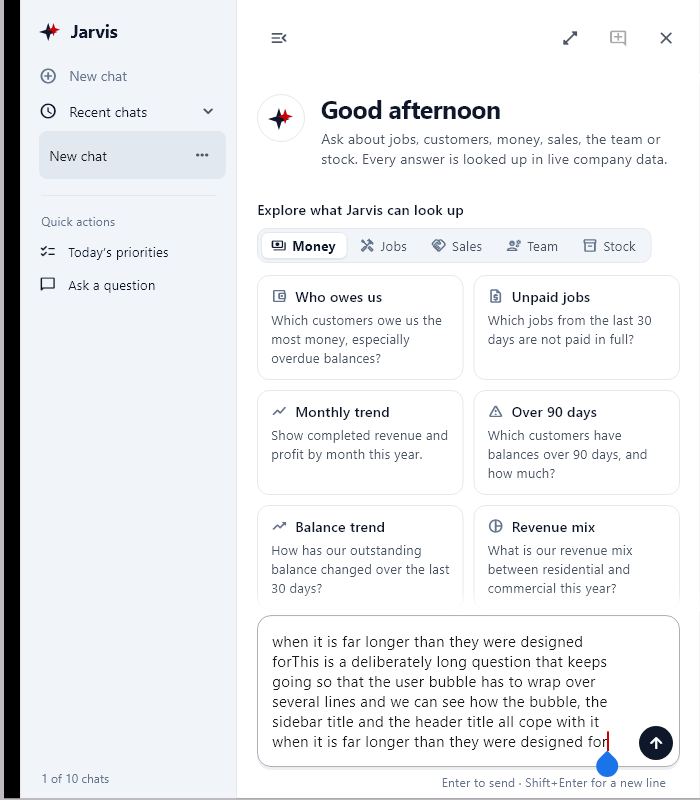 Jarvis
New chat
Recent chats
New chat
Quick actions
Today's priorities
Ask a question
1 of 10 chats
Good afternoon
Ask about jobs, customers, money, sales, the team or
stock. Every answer is looked up in live company data.
Explore what Jarvis can look up
Money Jobs Sales Team Stock
Who owes us
Which customers owe us the
most money, especially
overdue balances?
Unpaid jobs
Which jobs from the last 30
days are not paid in full?
Monthly trend
Show completed revenue and
profit by month this year.
Over 90 days
Which customers have
balances over 90 days, and
how much?
Balance trend
How has our outstanding
balance changed over the last
30 days?
Revenue mix
What is our revenue mix
between residential and
commercial this year?
when it is far longer than they were designed
forThis is a deliberately long question that keeps
going so that the user bubble has to wrap over
several lines and we can see how the bubble, the
sidebar title and the header title all cope with it
when it is far longer than they were designed for
Enter to send · Shift+Enter for a new line